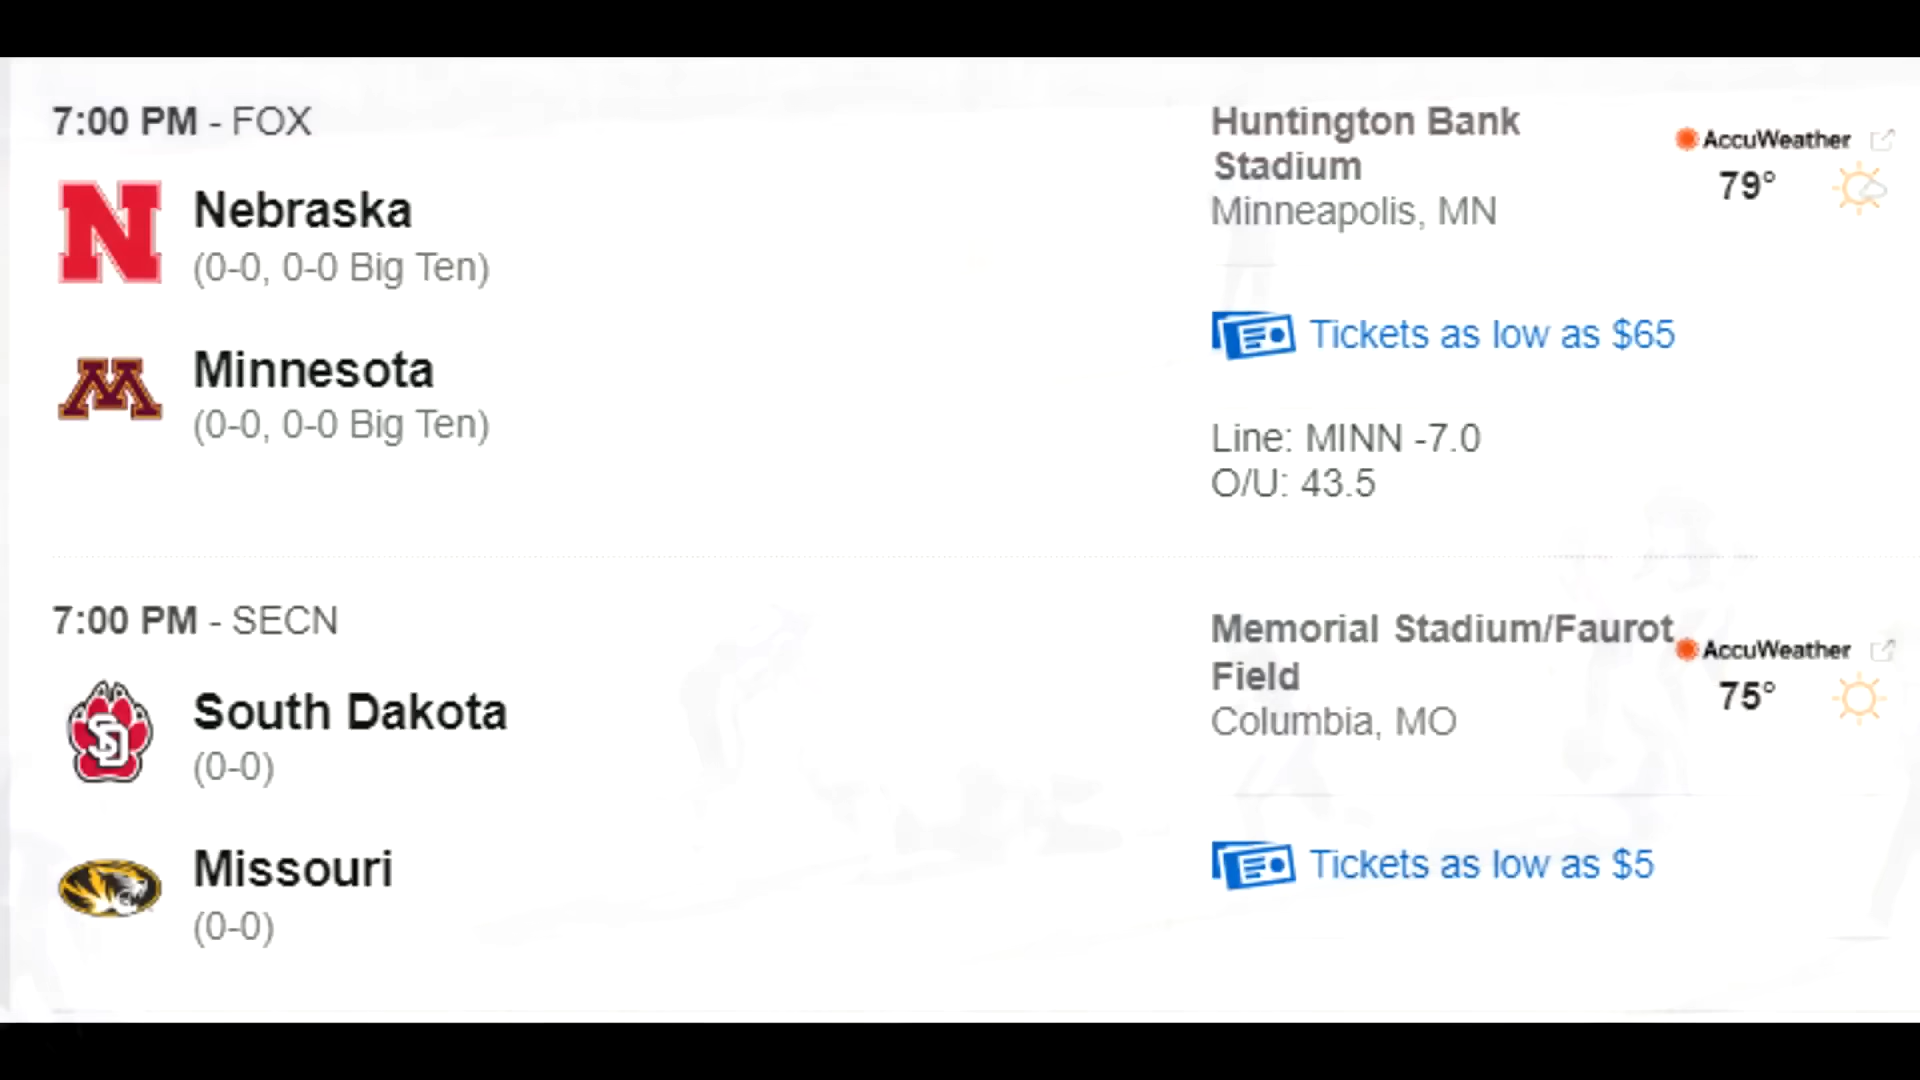 7:00 PM - FOX
N
Nebraska
(0-0, 0-0 Big Ten)
M
Minnesota
(0-0, 0-0 Big Ten)
Huntington Bank
Stadium
Minneapolis, MN
AccuWeather
79°
Tickets as low as $65
Line: MINN -7.0
O/U: 43.5
7:00 PM - SECN
SD
South Dakota
(0-0)
Missouri
(0-0)
Memorial Stadium/Faurot
Field
Columbia, MO
AccuWeather
75°
Tickets as low as $5